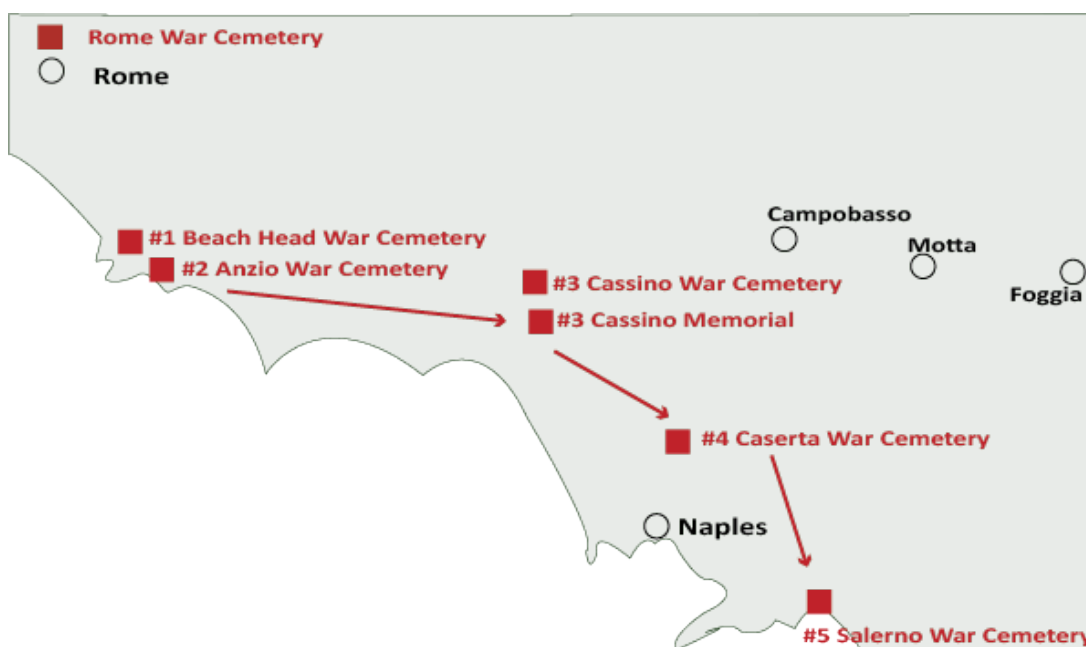 Rome War Cemetery
Rome
Campobasso
#1 Beach Head War Cemetery
Motta
#2 Anzio War Cemetery
#3 Cassino War Cemetery
Foggia
#3 Cassino Memorial
#4 Caserta War Cemetery
Naples
#5 Salerno War Cemetery